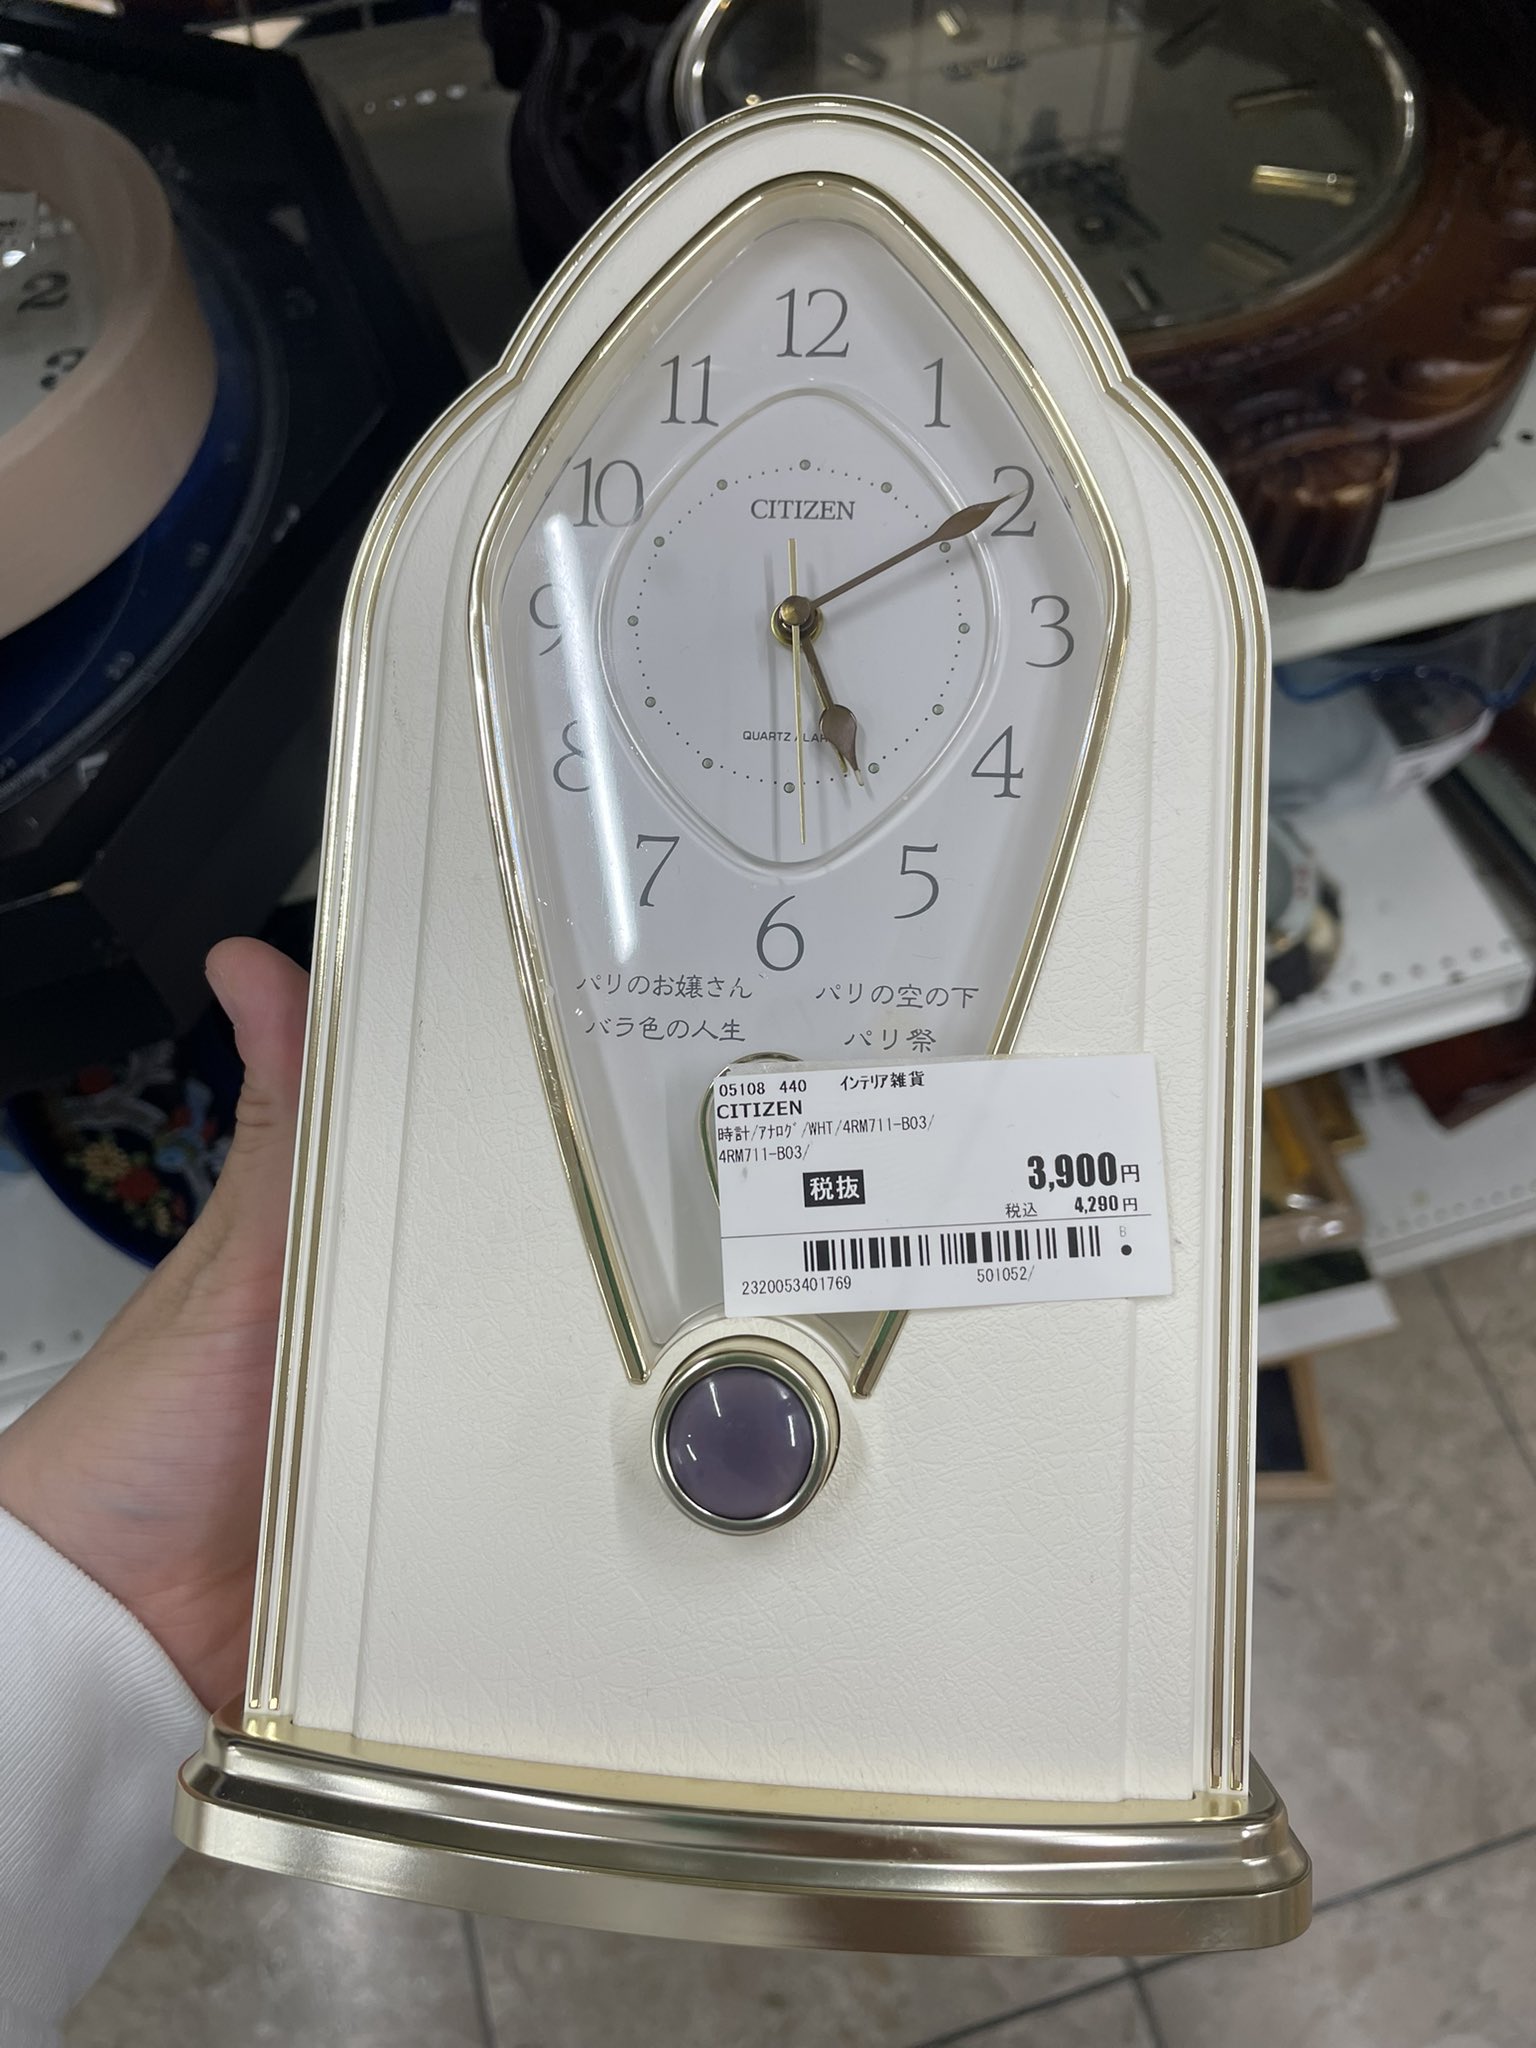 12
11
1
10
2
CITIZEN
9
3
QUARTZ ALAR
8
4
7
5
6
パリのお嬢さん
パリの空の下
バラ色の人生
パリ祭
05108 440 インテリア雑貨
CITIZEN
時計/アナログ/WHT/4RM711-B03/
4RM711-B03/
税抜 3,900円
税込 4,290円
B
2320053401769 501052/
2
3